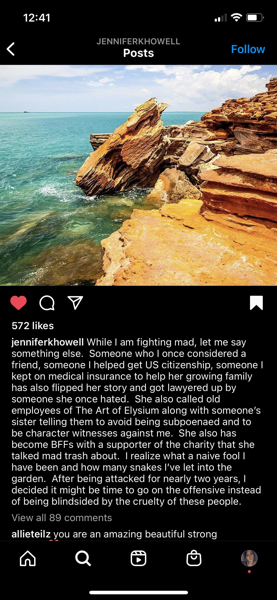 12:41
JENNIFERKHOWELL
Posts
Follow
572 likes
jenniferkhowell While I am fighting mad, let me say
something else.  Someone who I once considered a
friend, someone I helped get US citizenship, someone I
kept on medical insurance to help her growing family
has also flipped her story and got lawyered up by
someone she once hated.  She also called old
employees of The Art of Elysium along with someone's
sister telling them to avoid being subpoenaed and to
be character witnesses against me.  She also has
become BFFs with a supporter of the charity that she
talked mad trash about.  I realize what a naive fool I
have been and how many snakes I've let into the
garden.  After being attacked for nearly two years, I
decided it might be time to go on the offensive instead
of being blindsided by the cruelty of these people.
View all 89 comments
allieteilz you are an amazing beautiful strong